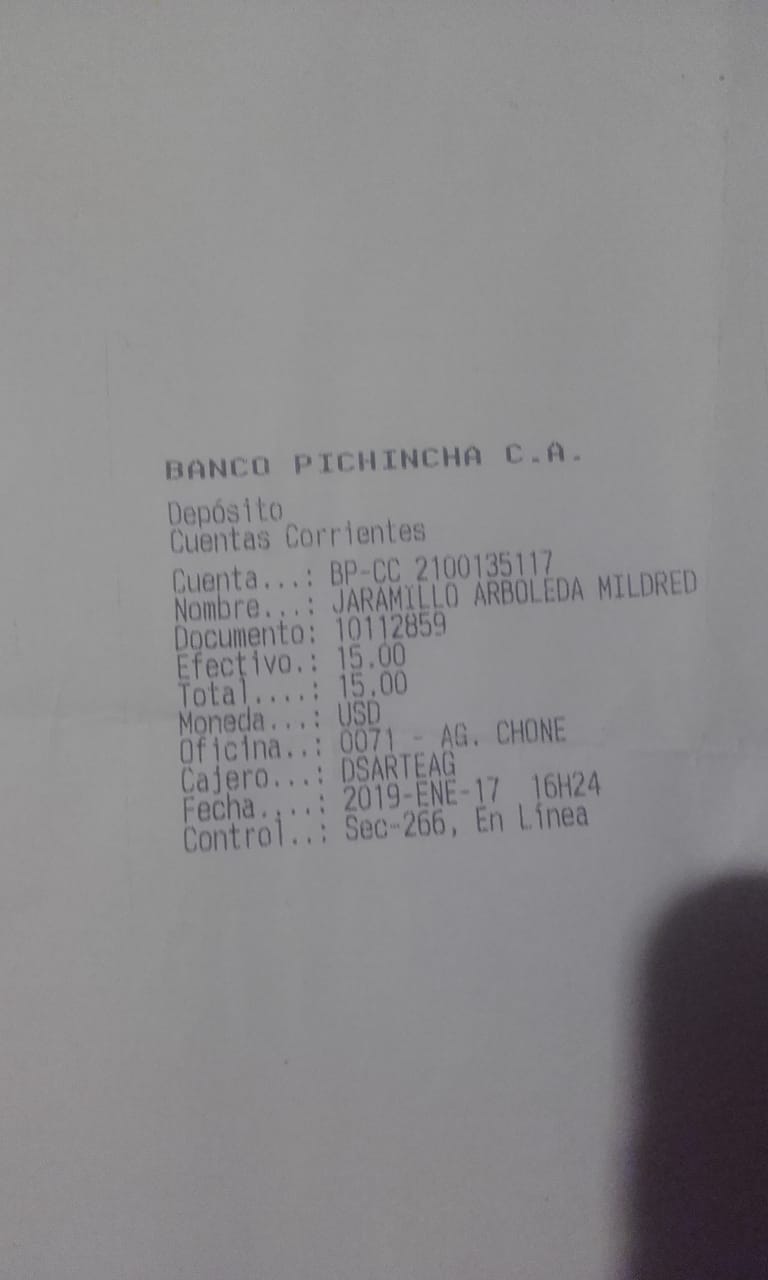 BANCO PICHINCHA C.A.
Depósito
Cuentas Corrientes
Cuenta...: BP-CC 2100135117
Nombre...: JARAMILLO ARBOLEDA MILDRED
Documento: 10112859
Efectivo.: 15.00
Total....: 15.00
Moneda...: USD
Oficina..: 0071 - AG. CHONE
Cajero...: DSARTEAG
Fecha....: 2019-ENE-17  16H24
Control..: Sec-266, En Línea